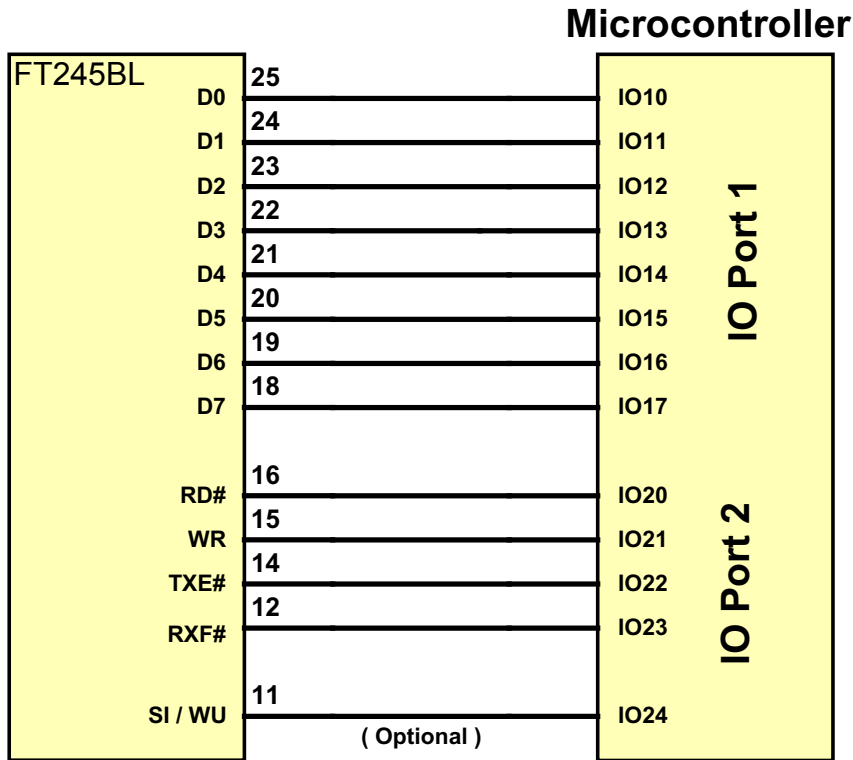 Microcontroller
FT245BL
D0 25 IO10
D1 24 IO11
D2 23 IO12
D3 22 IO13
D4 21 IO14
D5 20 IO15
D6 19 IO16
D7 18 IO17
IO Port 1
RD# 16 IO20
WR 15 IO21
TXE# 14 IO22
RXF# 12 IO23
IO Port 2
SI / WU 11 IO24
( Optional )